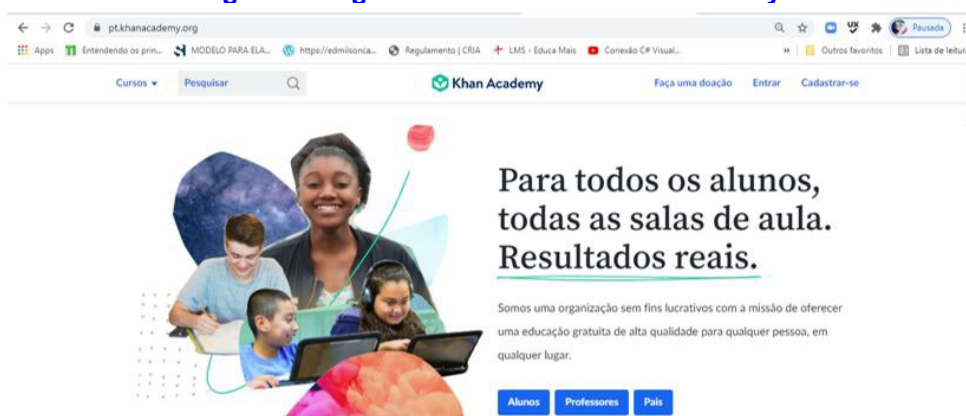 pt.khanacademy.org
Pausada
Apps Entendendo os prin... MODELO PARA ELA... https://edmilsonca... Regulamento | CRIA LMS - Educa Mais Conexão C# Visual... » Outros favoritos Lista de leitur
Cursos Pesquisar Khan Academy Faça uma doação Entrar Cadastrar-se
Para todos os alunos,
todas as salas de aula.
Resultados reais.
Somos uma organização sem fins lucrativos com a missão de oferecer
uma educação gratuita de alta qualidade para qualquer pessoa, em
qualquer lugar.
Alunos Professores Pais